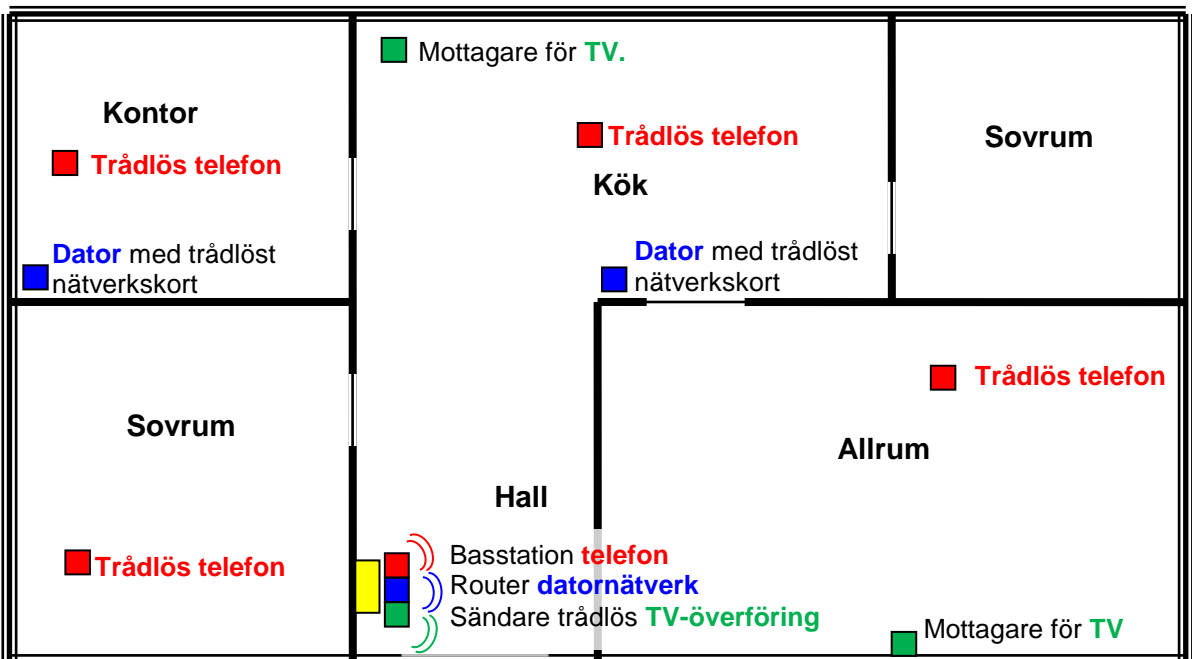 Mottagare för TV.
Kontor
Trådlös telefon
Trådlös telefon
Sovrum
Kök
Dator med trådlöst
nätverkskort
Dator med trådlöst
nätverkskort
Trådlös telefon
Sovrum
Allrum
Hall
Trådlös telefon
Basstation telefon
Router datornätverk
Sändare trådlös TV-överföring
Mottagare för TV